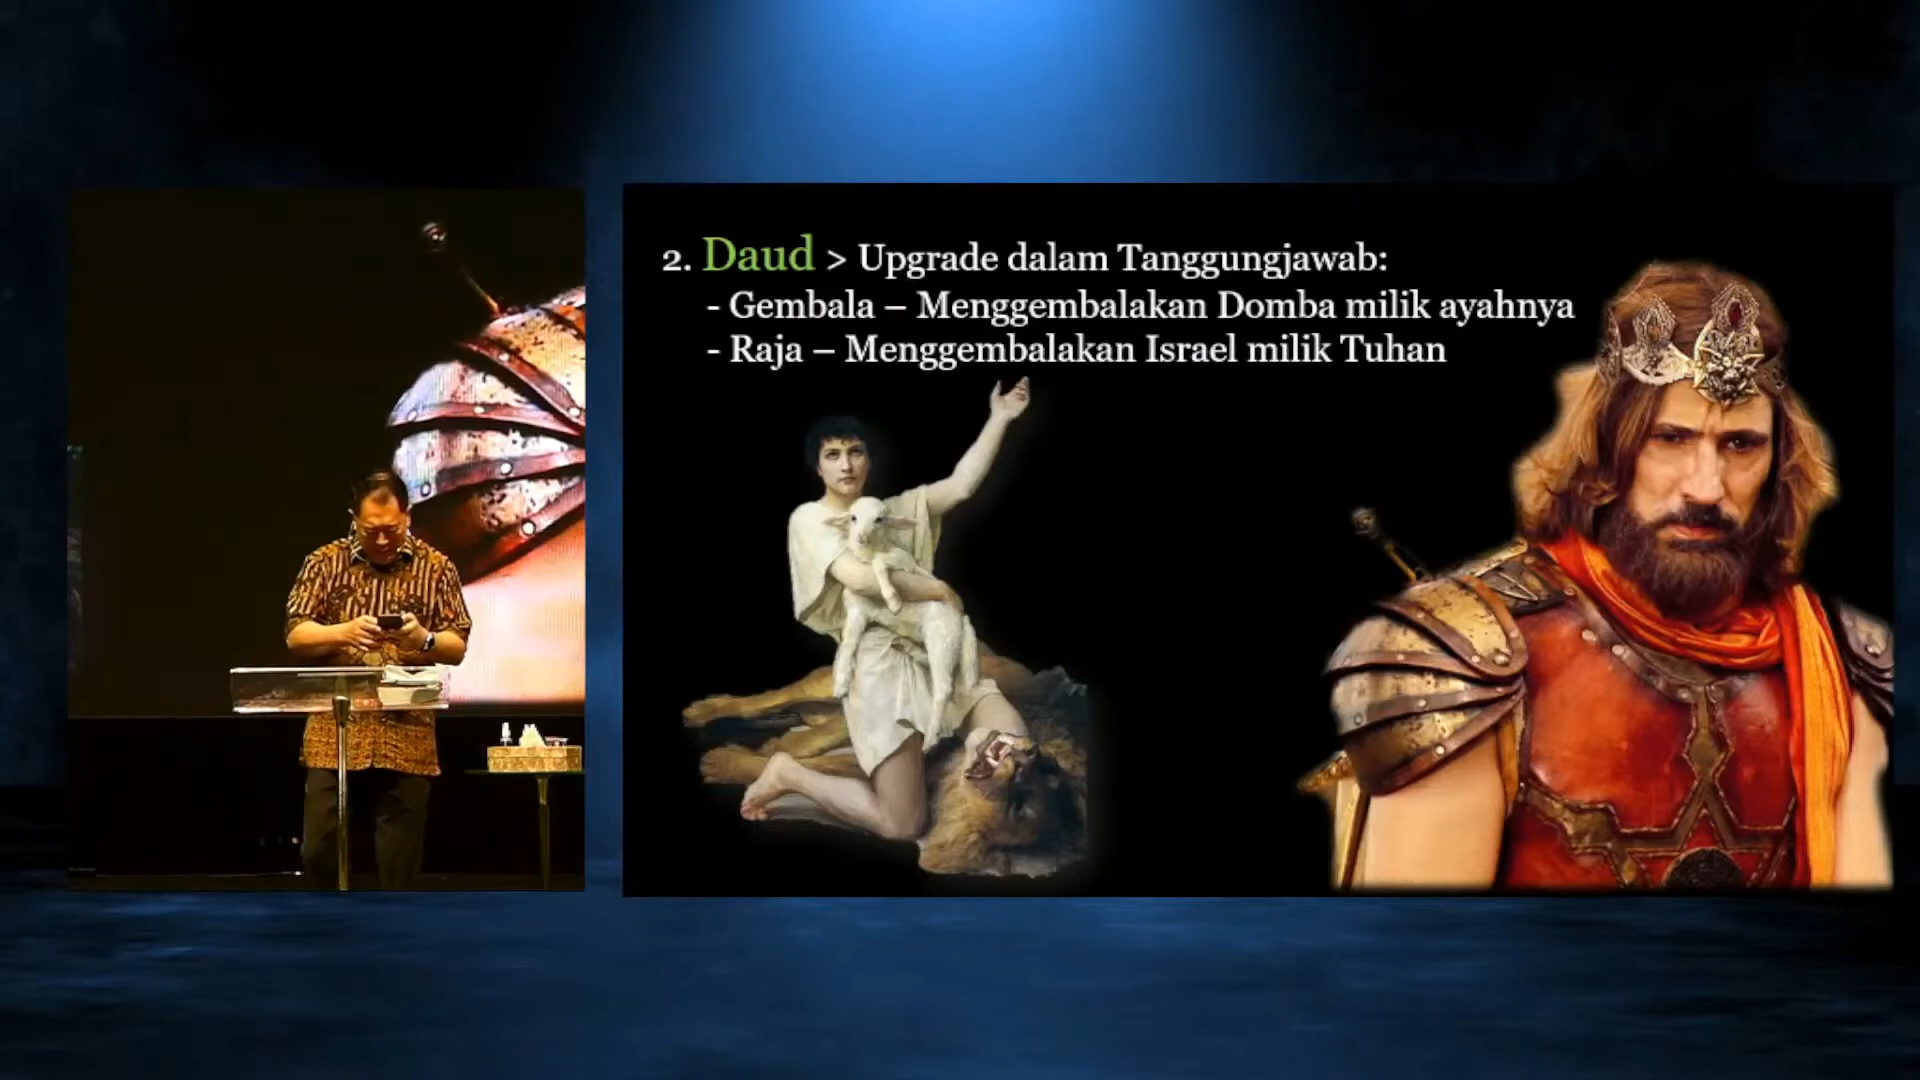 2. Daud > Upgrade dalam Tanggungjawab:
- Gembala – Menggembalakan Domba milik ayahnya
- Raja – Menggembalakan Israel milik Tuhan